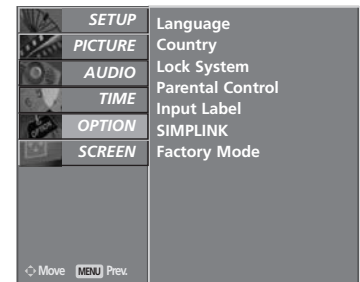 SETUP
PICTURE
AUDIO
TIME
OPTION
SCREEN
Language
Country
Lock System
Parental Control
Input Label
SIMPLINK
Factory Mode
Move MENU Prev.